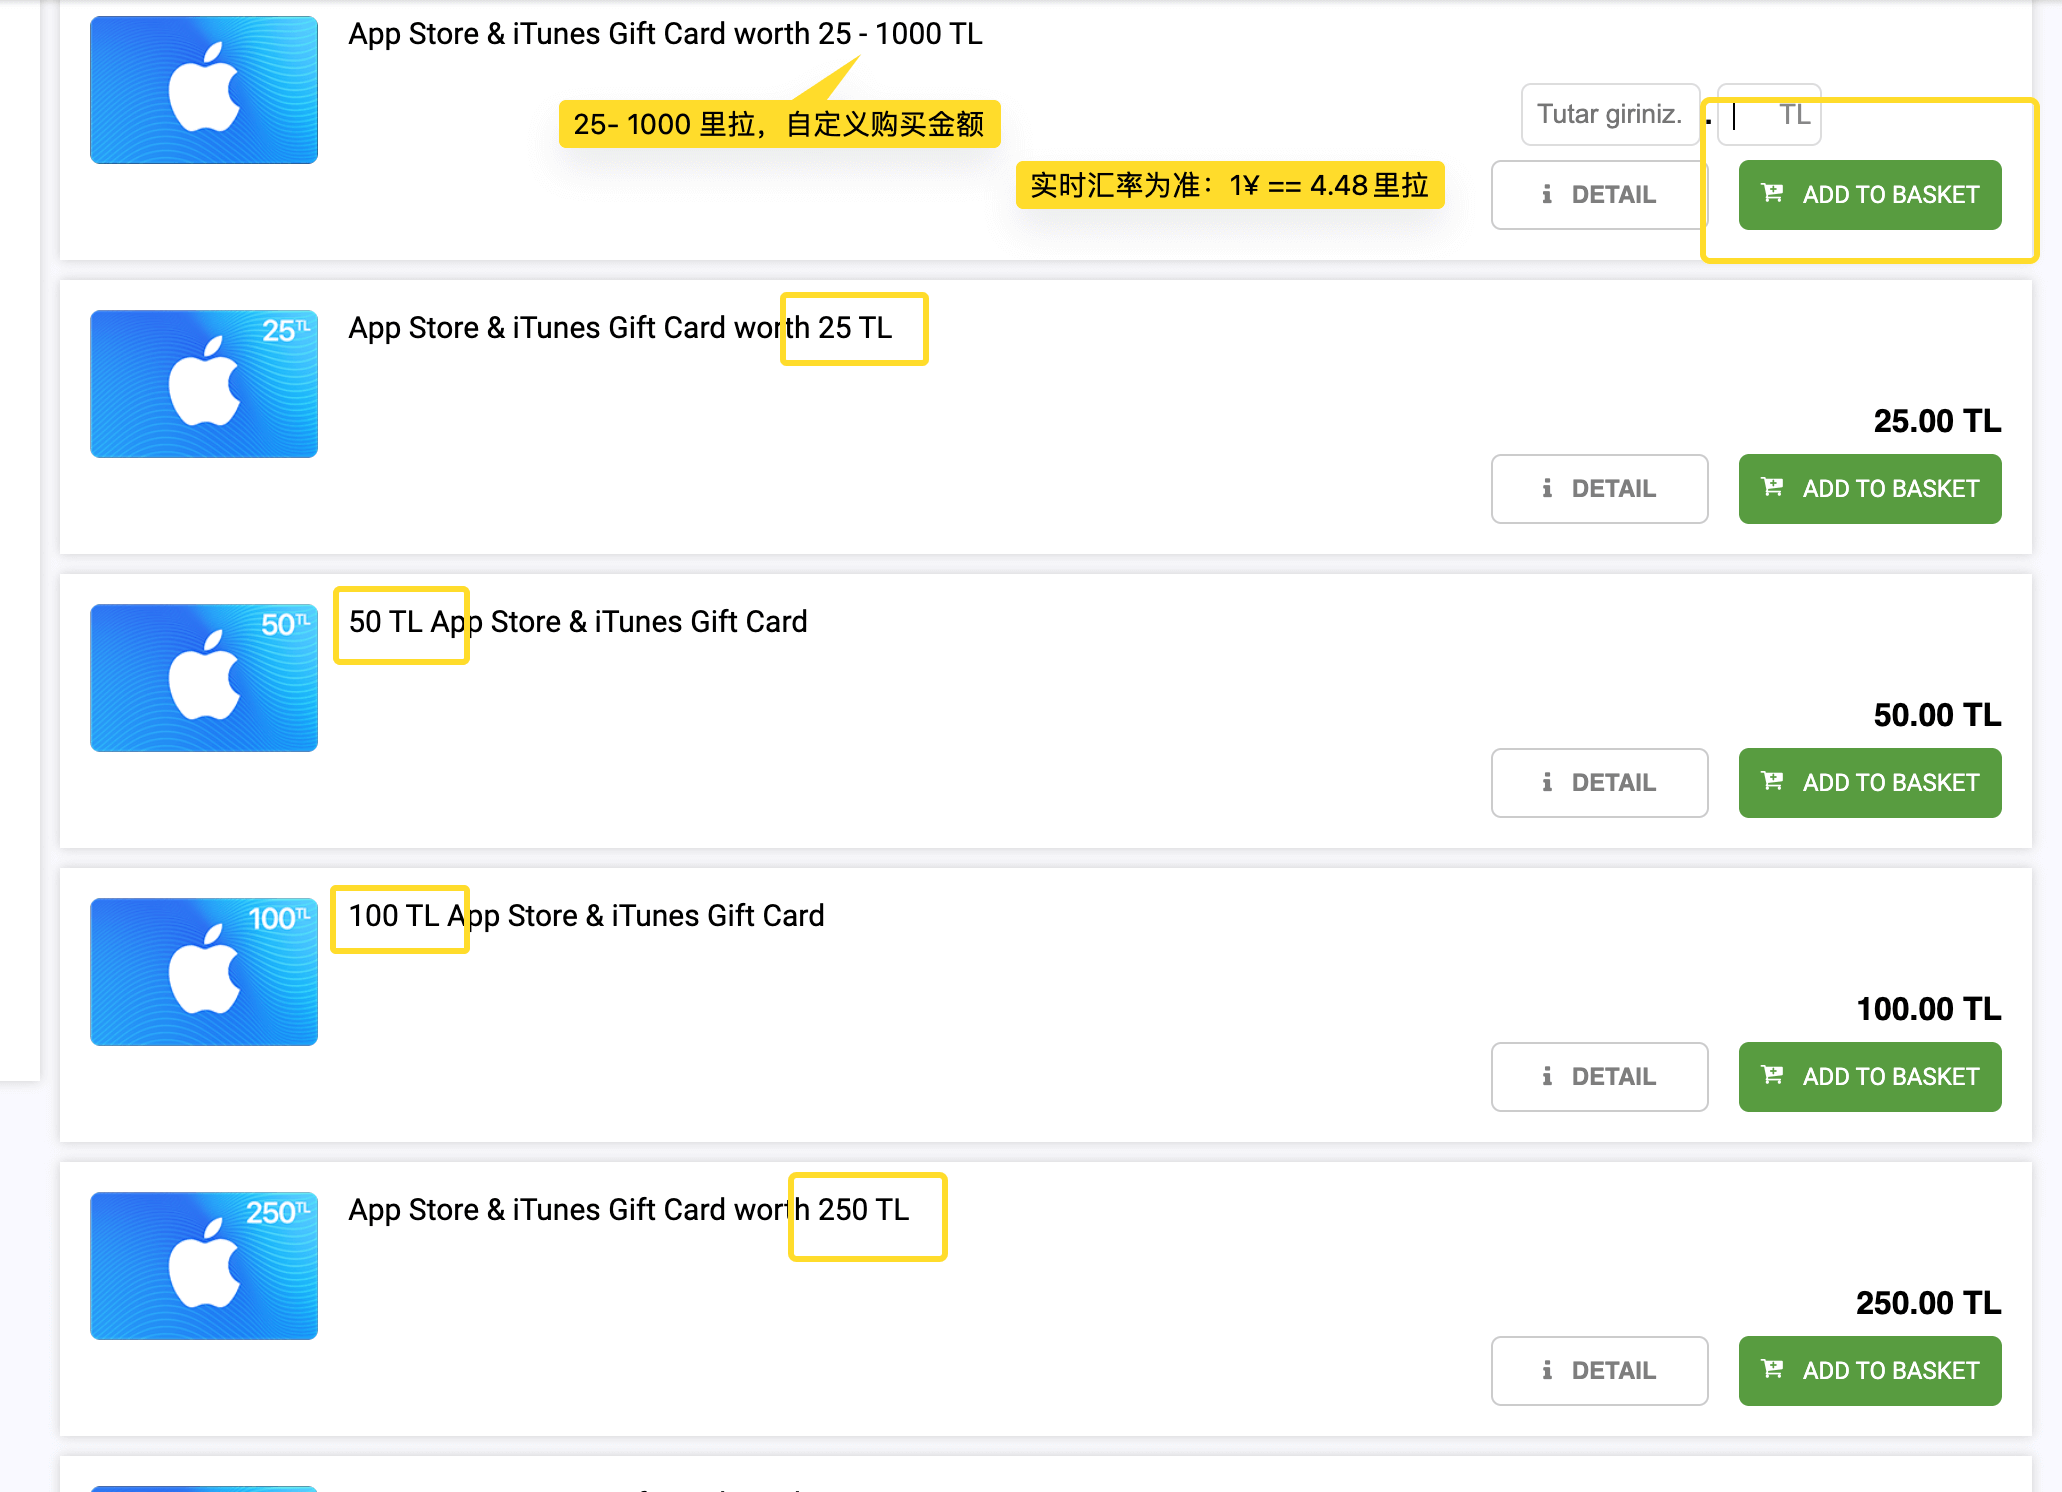 App Store & iTunes Gift Card worth 25 - 1000 TL
25- 1000 里拉，自定义购买金额
Tutar giriniz. . TL
实时汇率为准：1¥ == 4.48里拉
DETAIL ADD TO BASKET
25TL
App Store & iTunes Gift Card worth 25 TL
25.00 TL
DETAIL ADD TO BASKET
50TL
50 TL App Store & iTunes Gift Card
50.00 TL
DETAIL ADD TO BASKET
100TL
100 TL App Store & iTunes Gift Card
100.00 TL
DETAIL ADD TO BASKET
250TL
App Store & iTunes Gift Card worth 250 TL
250.00 TL
DETAIL ADD TO BASKET